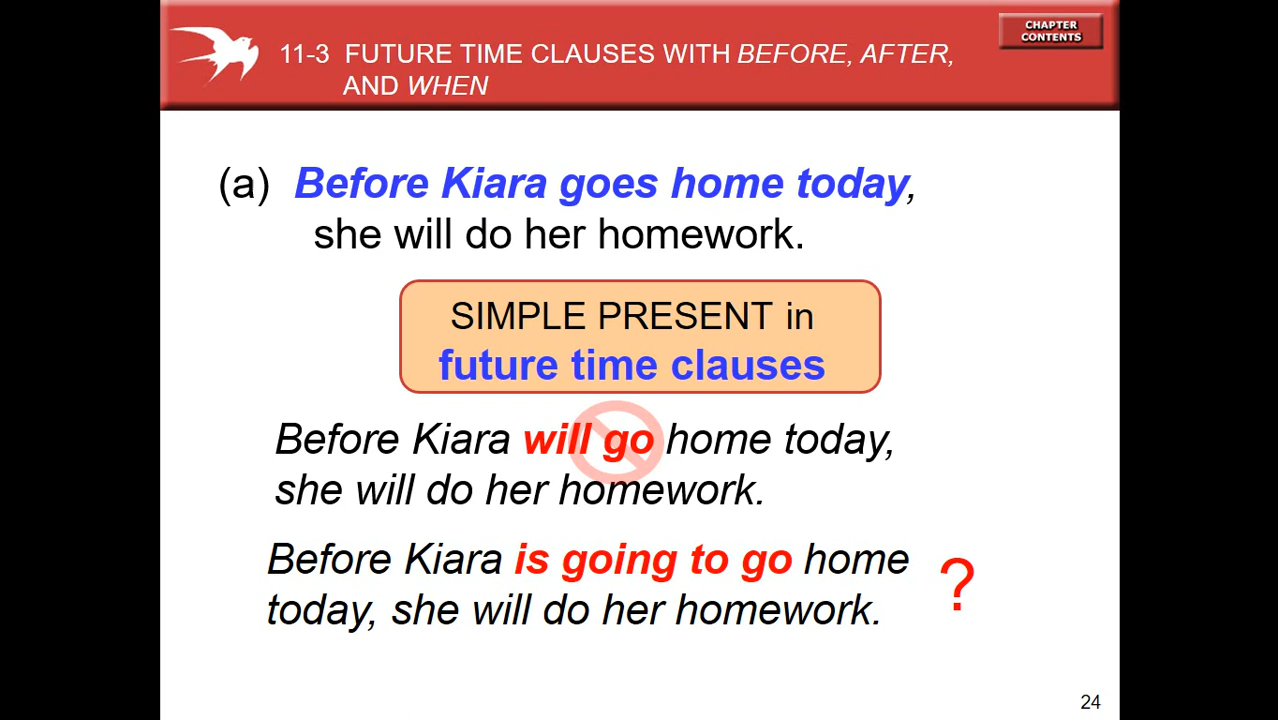 11-3 FUTURE TIME CLAUSES WITH BEFORE, AFTER,
AND WHEN
CHAPTER
CONTENTS
(a) Before Kiara goes home today,
she will do her homework.
SIMPLE PRESENT in
future time clauses
Before Kiara will go home today,
she will do her homework.
Before Kiara is going to go home
today, she will do her homework.
?
24